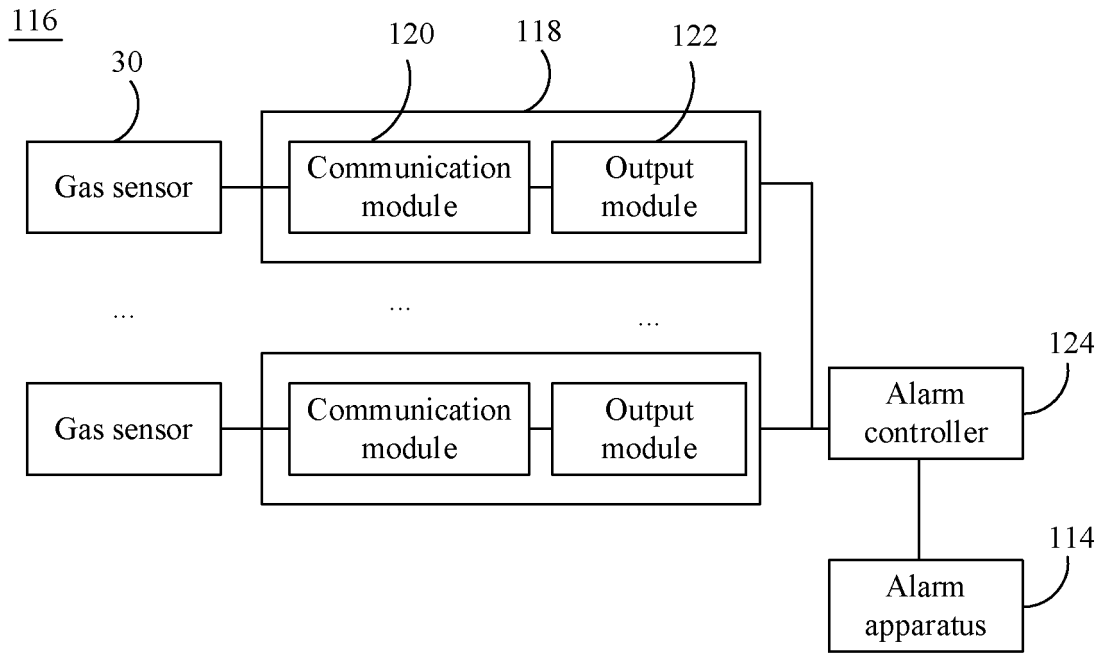 116
30
120
118
122
Gas sensor
Communication
module
Output
module
...
...
...
Gas sensor
Communication
module
Output
module
124
Alarm
controller
114
Alarm
apparatus